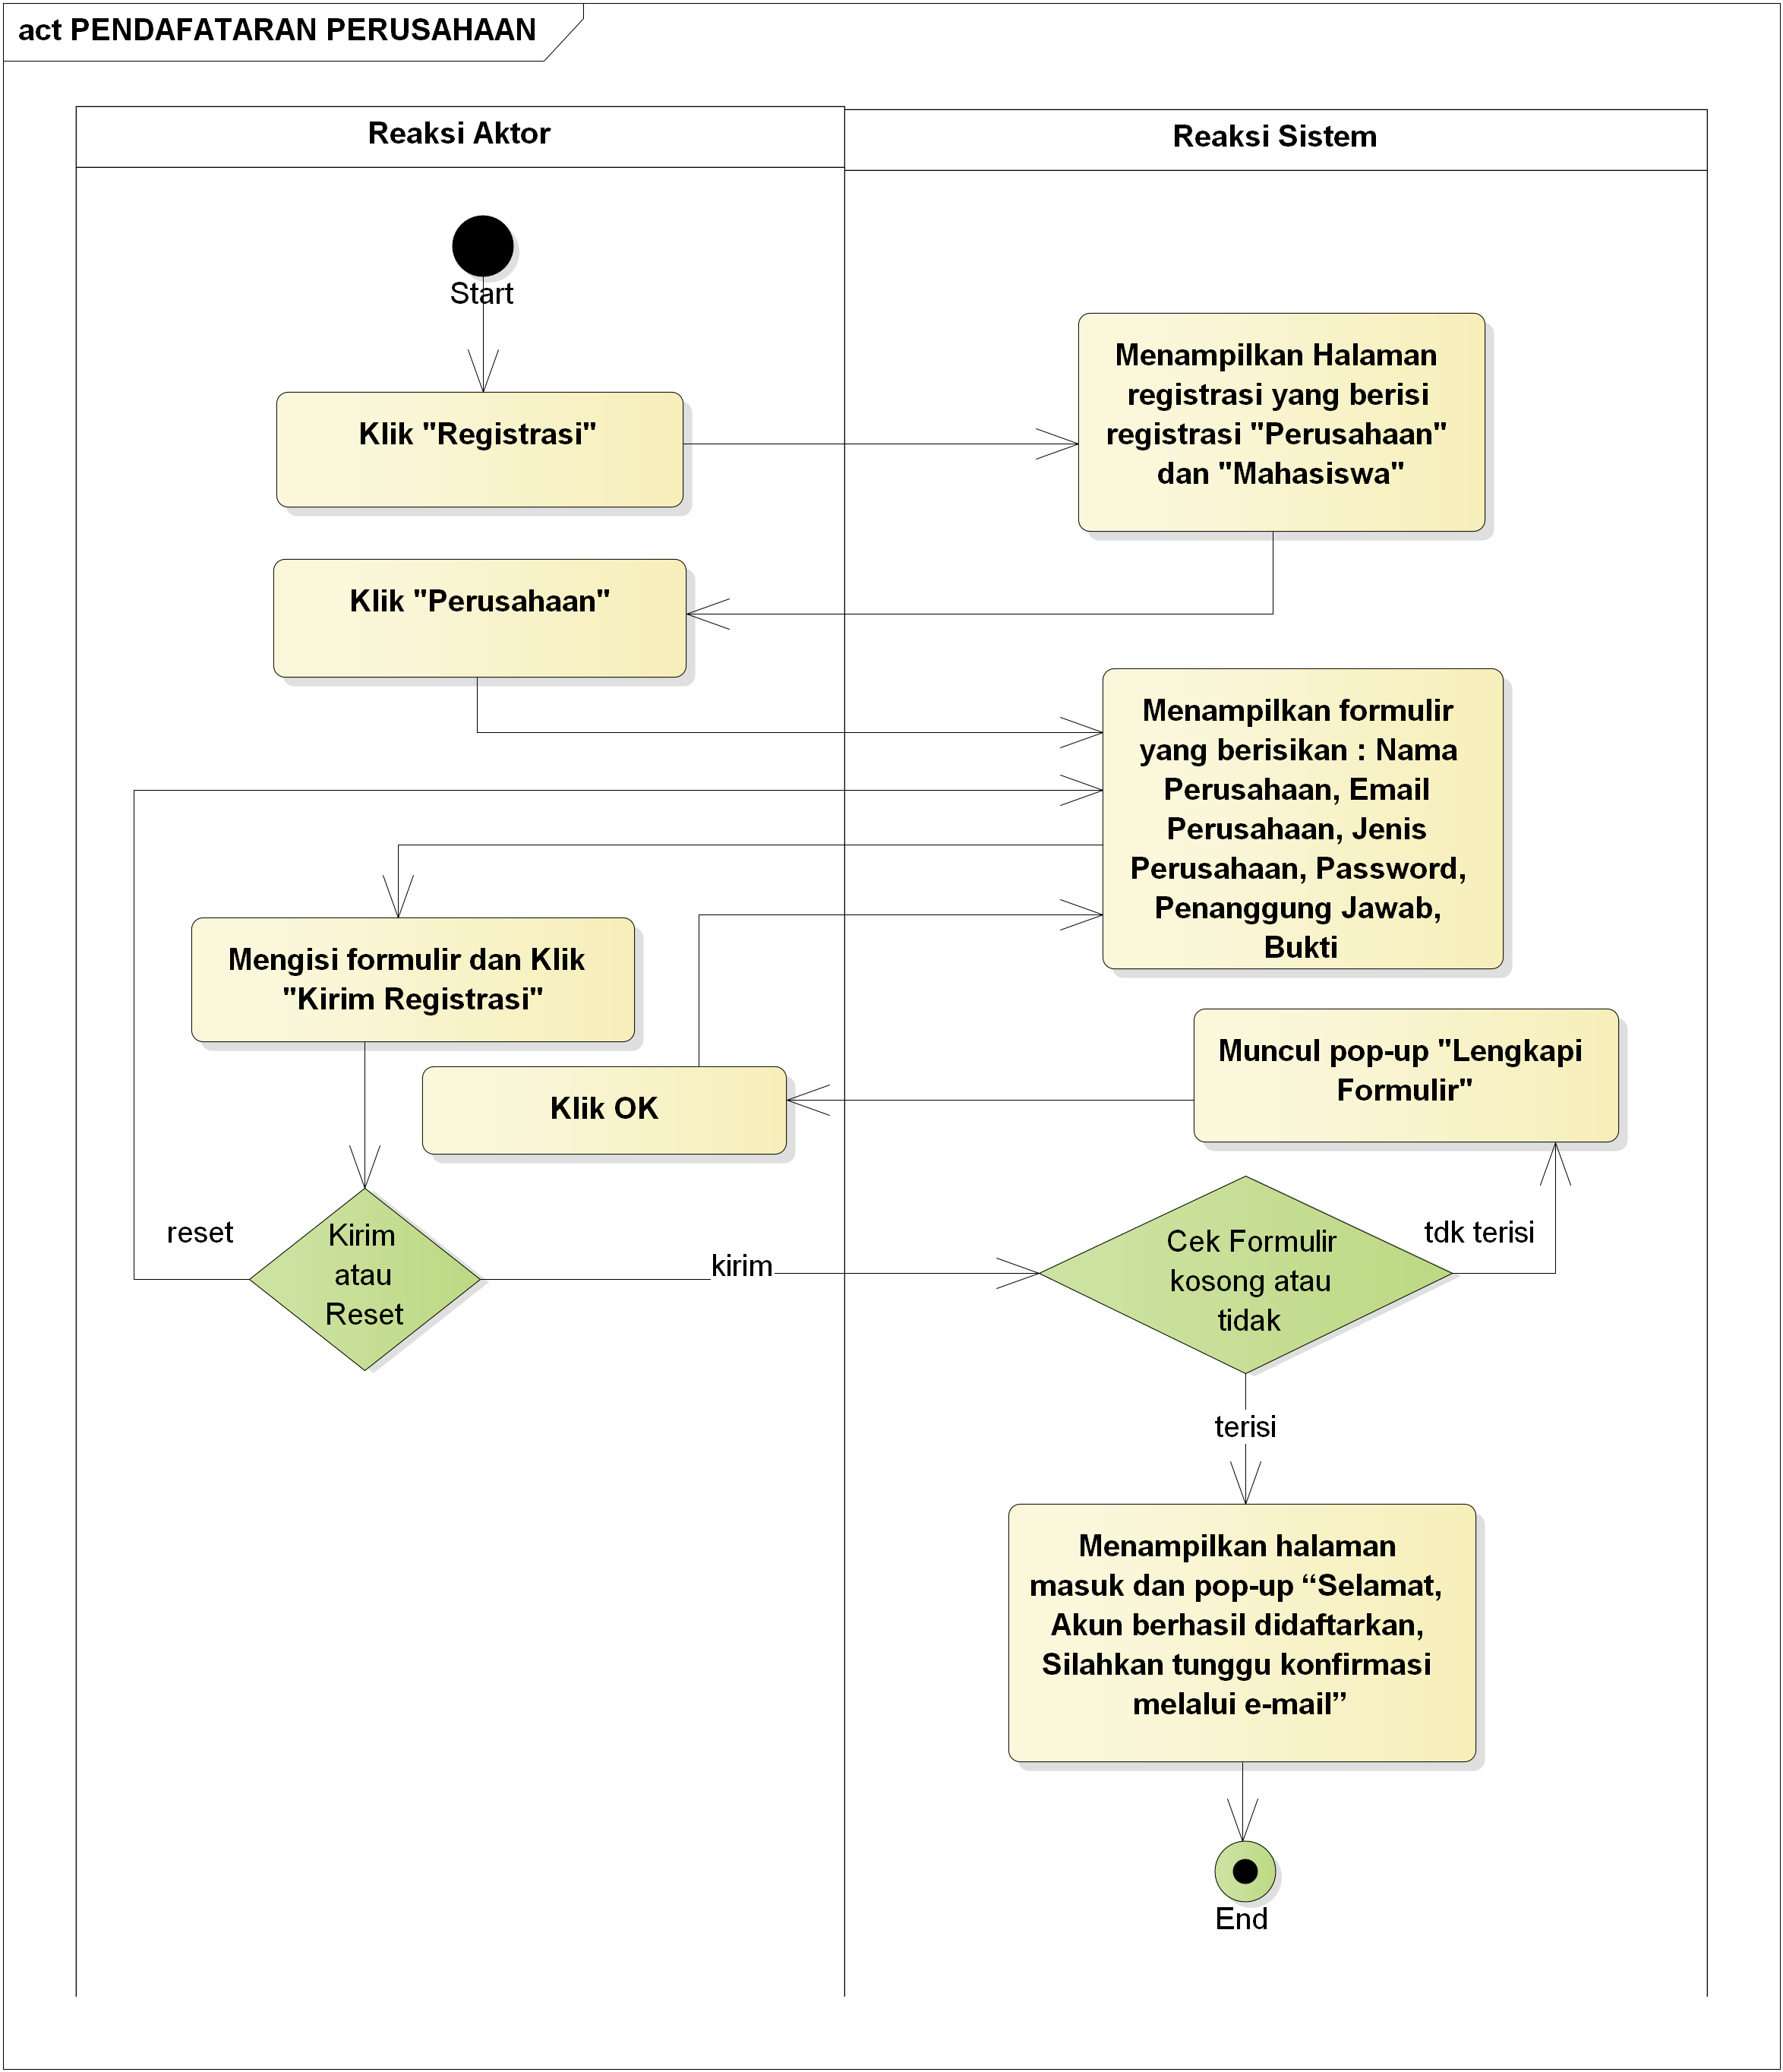 act PENDAFATARAN PERUSAHAAN
Reaksi Aktor
Reaksi Sistem
Start
Menampilkan Halaman
registrasi yang berisi
registrasi "Perusahaan"
dan "Mahasiswa"
Klik "Registrasi"
Klik "Perusahaan"
Menampilkan formulir
yang berisikan : Nama
Perusahaan, Email
Perusahaan, Jenis
Perusahaan, Password,
Penanggung Jawab,
Bukti
Mengisi formulir dan Klik
"Kirim Registrasi"
Muncul pop-up "Lengkapi
Formulir"
Klik OK
reset
Kirim
atau
Reset
kirim
Cek Formulir
kosong atau
tidak
tdk terisi
terisi
Menampilkan halaman
masuk dan pop-up “Selamat,
Akun berhasil didaftarkan,
Silahkan tunggu konfirmasi
melalui e-mail”
End